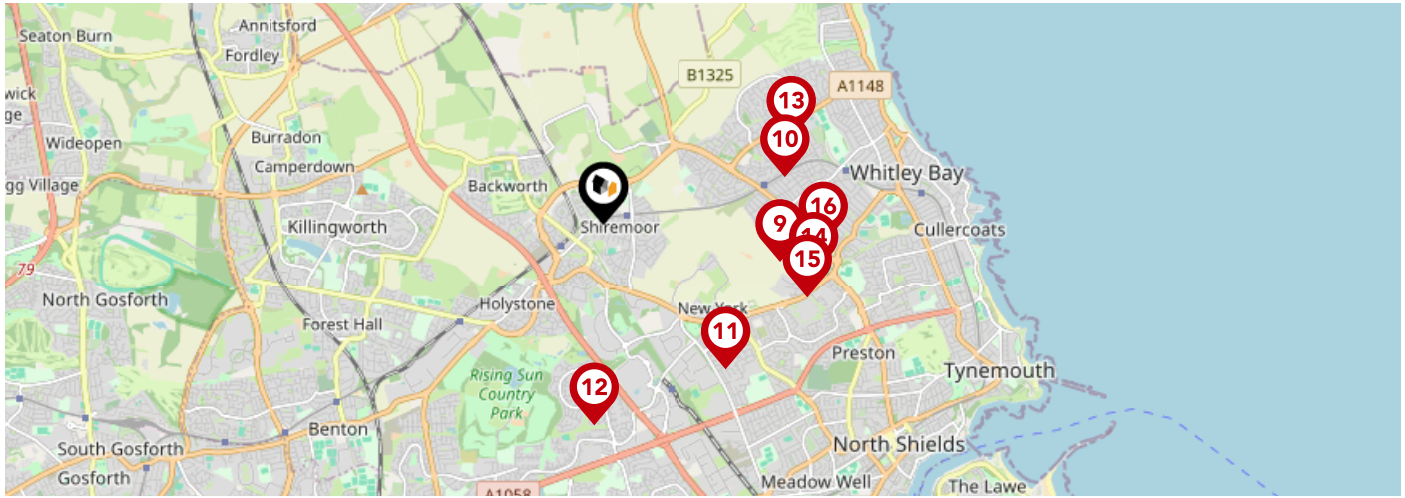 Annitsford
Seaton Burn
Fordley
B1325
A1148
13
wick
ge
Wideopen
Burradon
10
Camperdown
Whitley Bay
gg Village
Backworth
16
9
Killingworth
Shiremoor
14
Cullercoats
15
79
North Gosforth
Holystone
New York
Forest Hall
11
Preston
Rising Sun
Country
Park
12
Tynemouth
Benton
South Gosforth
North Shields
Gosforth
Meadow Well
The Lawe
A1058